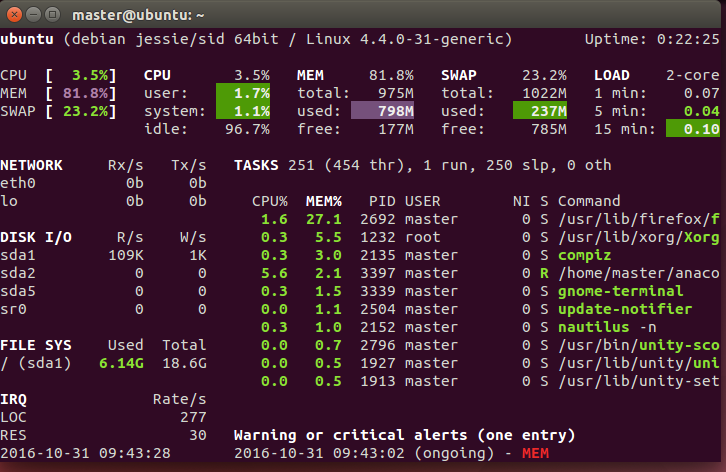 master@ubuntu: ~
ubuntu (debian jessie/sid 64bit / Linux 4.4.0-31-generic) Uptime: 0:22:25
CPU [ 3.5%] CPU 3.5% MEM 81.8% SWAP 23.2% LOAD 2-core
MEM [ 81.8%] user: 1.7% total: 975M total: 1022M 1 min: 0.07
SWAP [ 23.2%] system: 1.1% used: 798M used: 237M 5 min: 0.04
idle: 96.7% free: 177M free: 785M 15 min: 0.10
NETWORK Rx/s Tx/s TASKS 251 (454 thr), 1 run, 250 slp, 0 oth
eth0 0b 0b
lo 0b 0b CPU% MEM% PID USER NI S Command
1.6 27.1 2692 master 0 S /usr/lib/firefox/f
DISK I/O R/s W/s 0.3 5.5 1232 root 0 S /usr/lib/xorg/Xorg
sda1 109K 1K 0.3 3.0 2135 master 0 S compiz
sda2 0 0 5.6 2.1 3397 master 0 R /home/master/anaco
sda5 0 0 0.3 1.5 3339 master 0 S gnome-terminal
sr0 0 0 0.0 1.1 2504 master 0 S update-notifier
0.3 1.0 2152 master 0 S nautilus -n
FILE SYS Used Total 0.0 0.7 2796 master 0 S /usr/bin/unity-sco
/ (sda1) 6.14G 18.6G 0.0 0.5 1927 master 0 S /usr/lib/unity/uni
0.0 0.5 1913 master 0 S /usr/lib/unity-set
IRQ Rate/s
LOC 277
RES 30 Warning or critical alerts (one entry)
2016-10-31 09:43:28 2016-10-31 09:43:02 (ongoing) - MEM